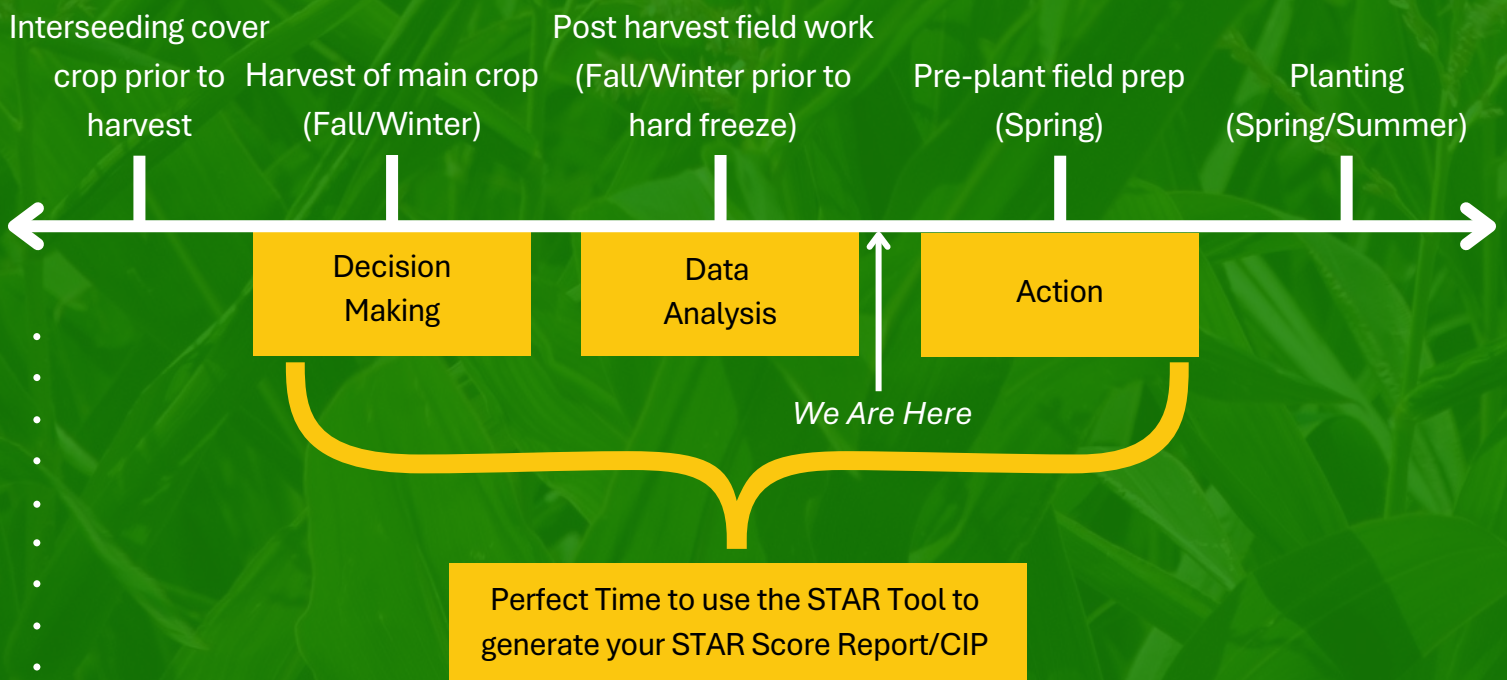 Interseeding cover
crop prior to
harvest
Harvest of main crop
(Fall/Winter)
Post harvest field work
(Fall/Winter prior to
hard freeze)
Pre-plant field prep
(Spring)
Planting
(Spring/Summer)
Decision
Making
Data
Analysis
Action
We Are Here
Perfect Time to use the STAR Tool to
generate your STAR Score Report/CIP